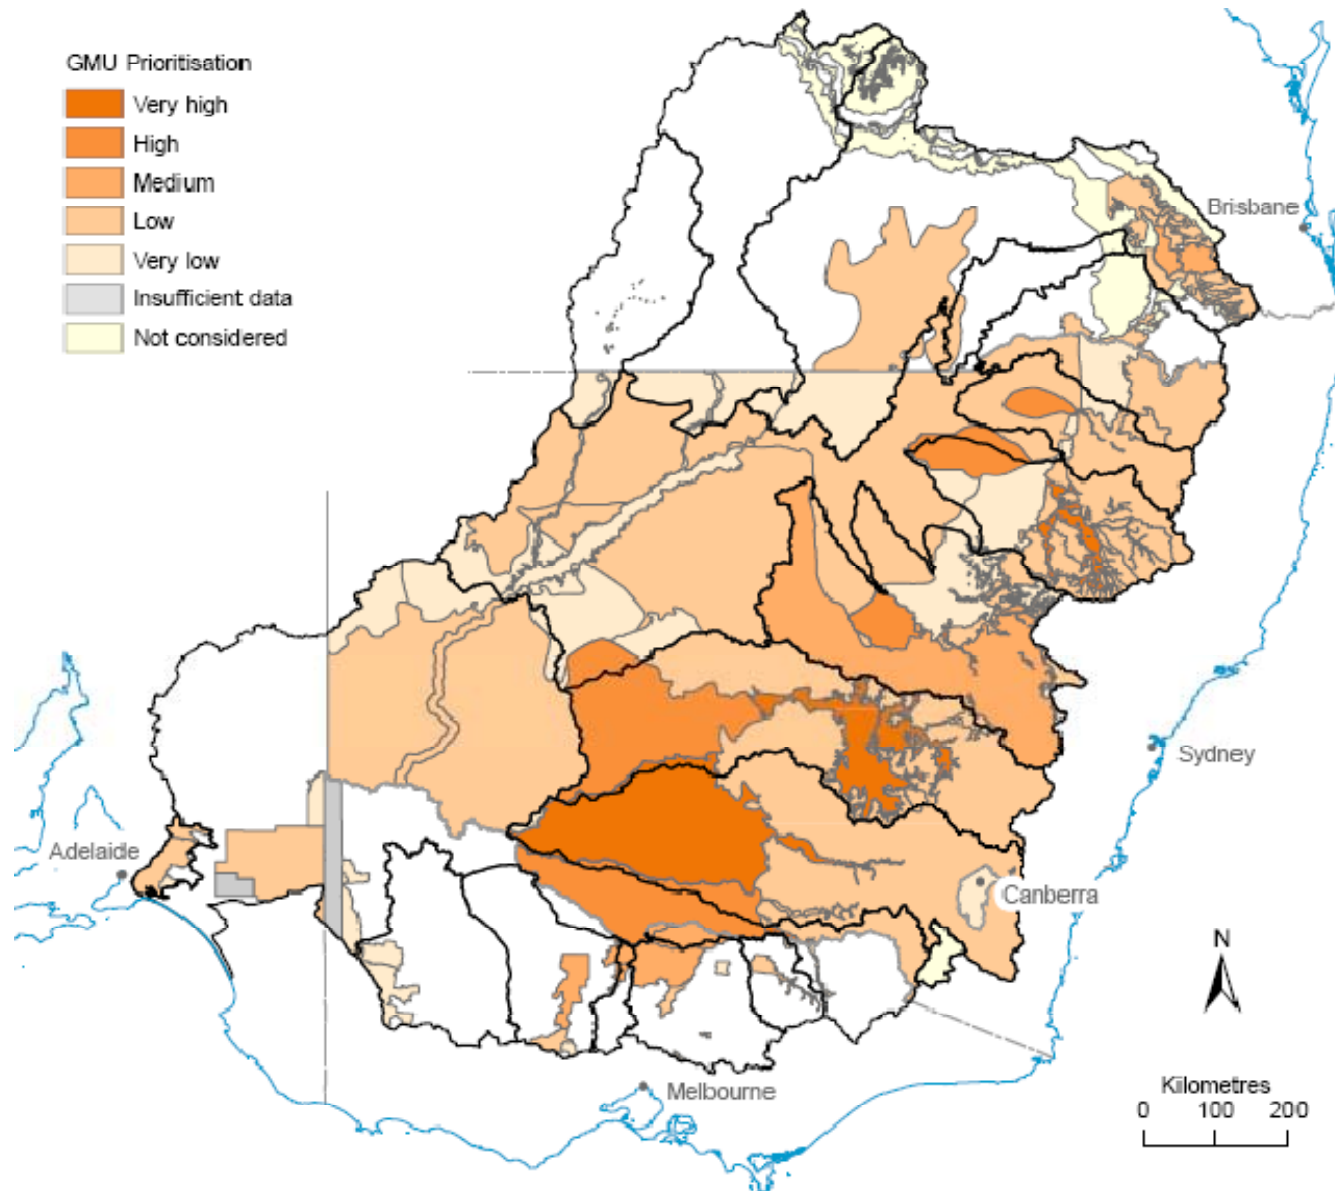 GMU Prioritisation
Very high
High
Medium
Low
Very low
Insufficient data
Not considered
Brisbane
Sydney
Adelaide
Canberra
N
Melbourne
Kilometres
0 100 200